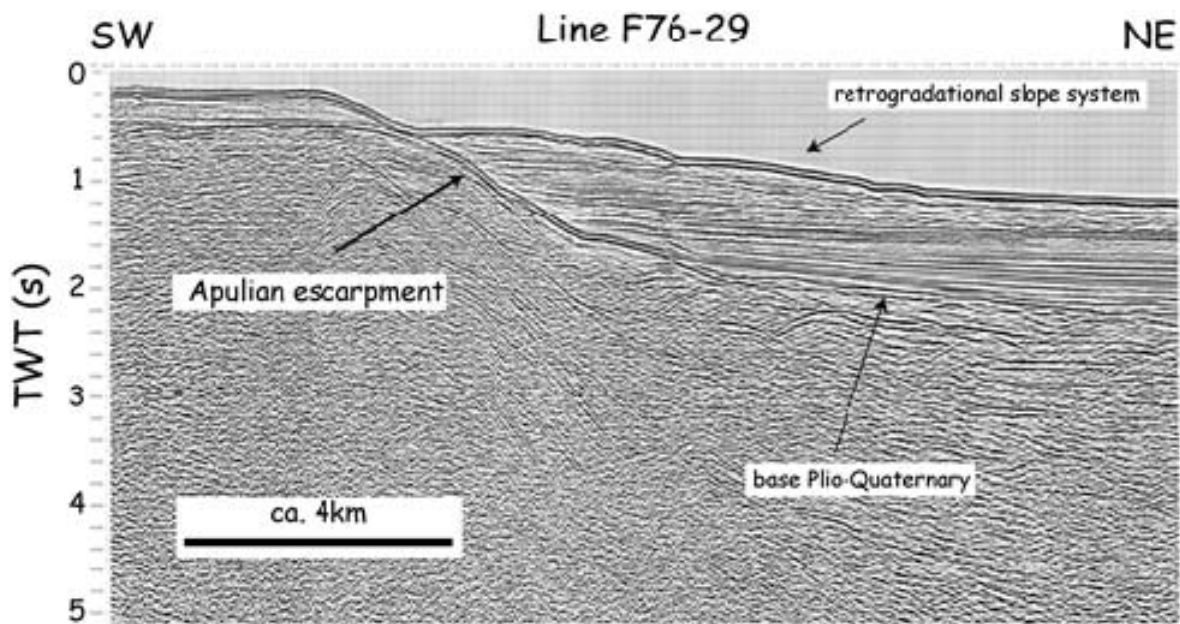 Line F76-29
SW
NE
0
retrogradational slope system
1
Apulian escarpment
2
TWT (s)
3
base Plio-Quaternary
4
ca. 4km
5